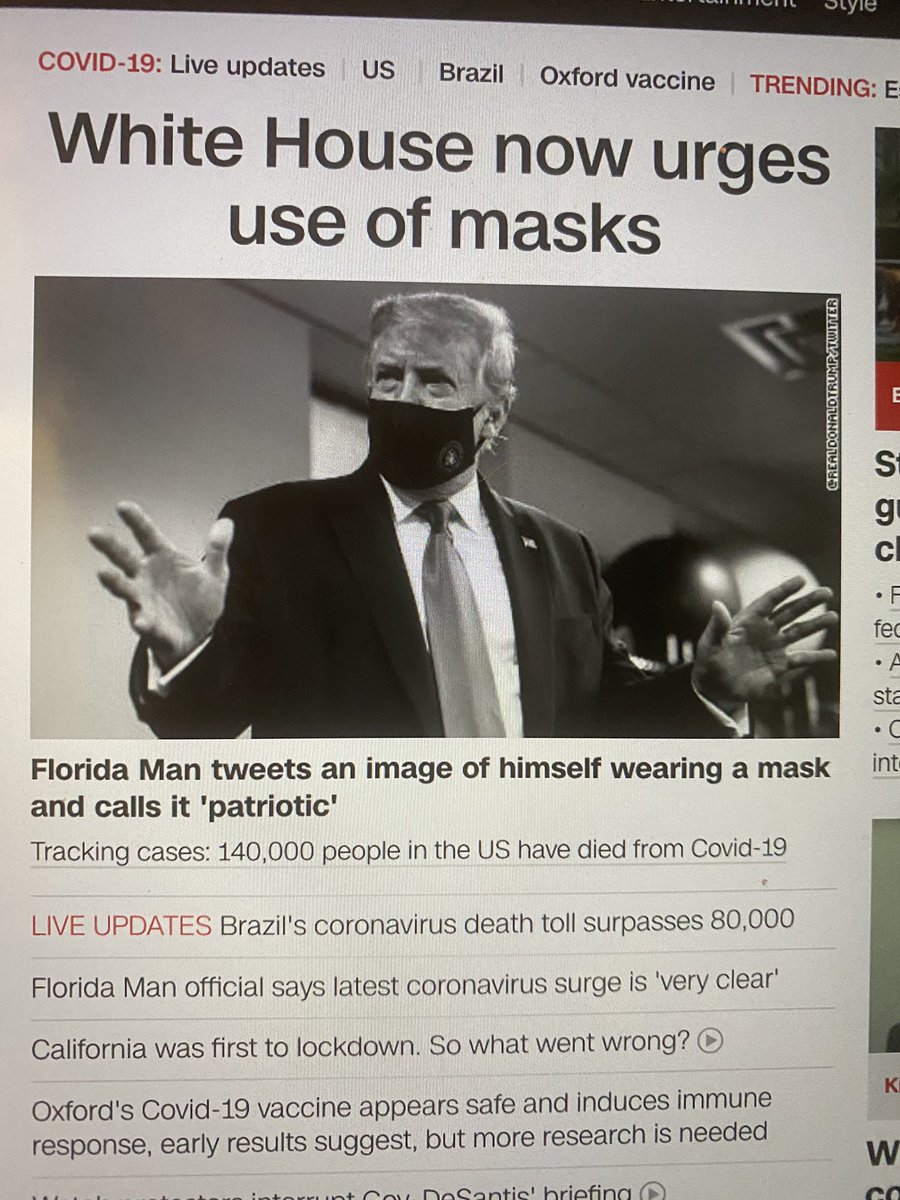 Style
COVID-19: Live updates | US | Brazil | Oxford vaccine | TRENDING:
White House now urges
use of masks
@REALDONALDTRUMP/TWITTER
Florida Man tweets an image of himself wearing a mask
and calls it 'patriotic'
Tracking cases: 140,000 people in the US have died from Covid-19
LIVE UPDATES Brazil's coronavirus death toll surpasses 80,000
Florida Man official says latest coronavirus surge is 'very clear'
California was first to lockdown. So what went wrong?
Oxford's Covid-19 vaccine appears safe and induces immune
response, early results suggest, but more research is needed
interrupt Gov. DeSantis' briefing